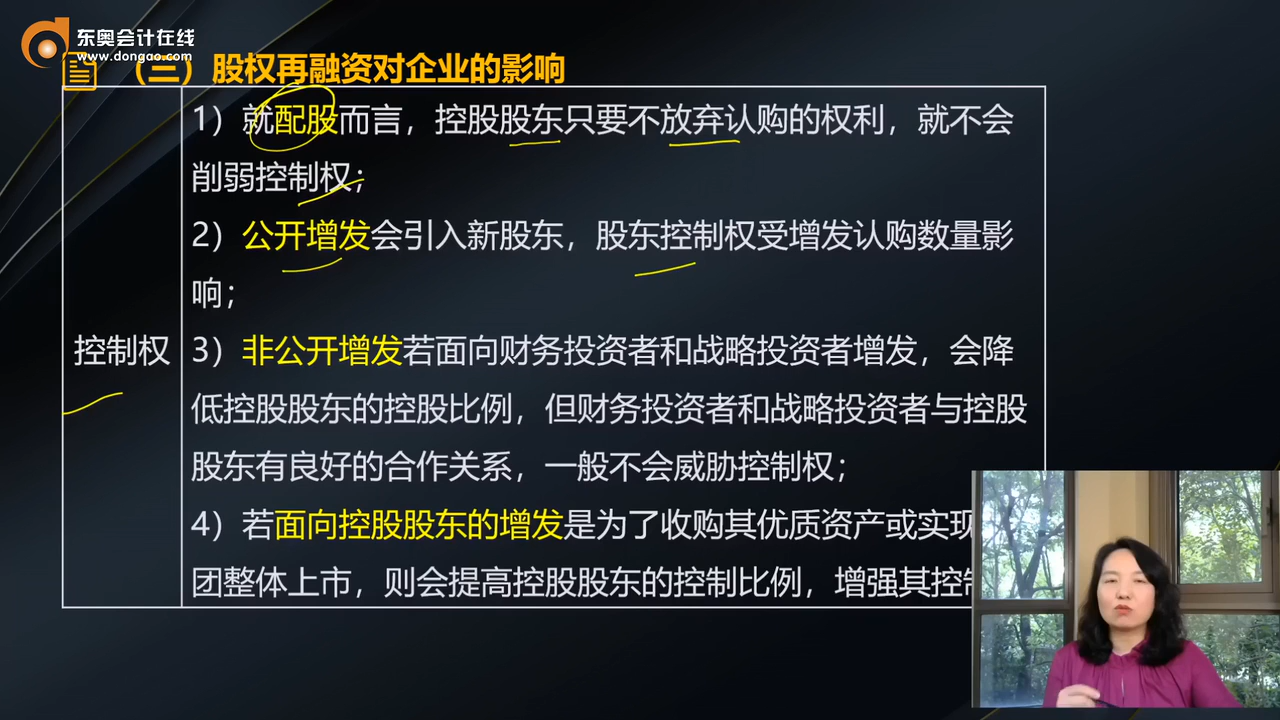 东奥会计在线
www.dongao.com
（三）股权再融资对企业的影响
控制权
1）就配股而言，控股股东只要不放弃认购的权利，就不会
削弱控制权；
2）公开增发会引入新股东，股东控制权受增发认购数量影
响；
3）非公开增发若面向财务投资者和战略投资者增发，会降
低控股股东的控股比例，但财务投资者和战略投资者与控股
股东有良好的合作关系，一般不会威胁控制权；
4）若面向控股股东的增发是为了收购其优质资产或实现
团整体上市，则会提高控股股东的控制比例，增强其控制